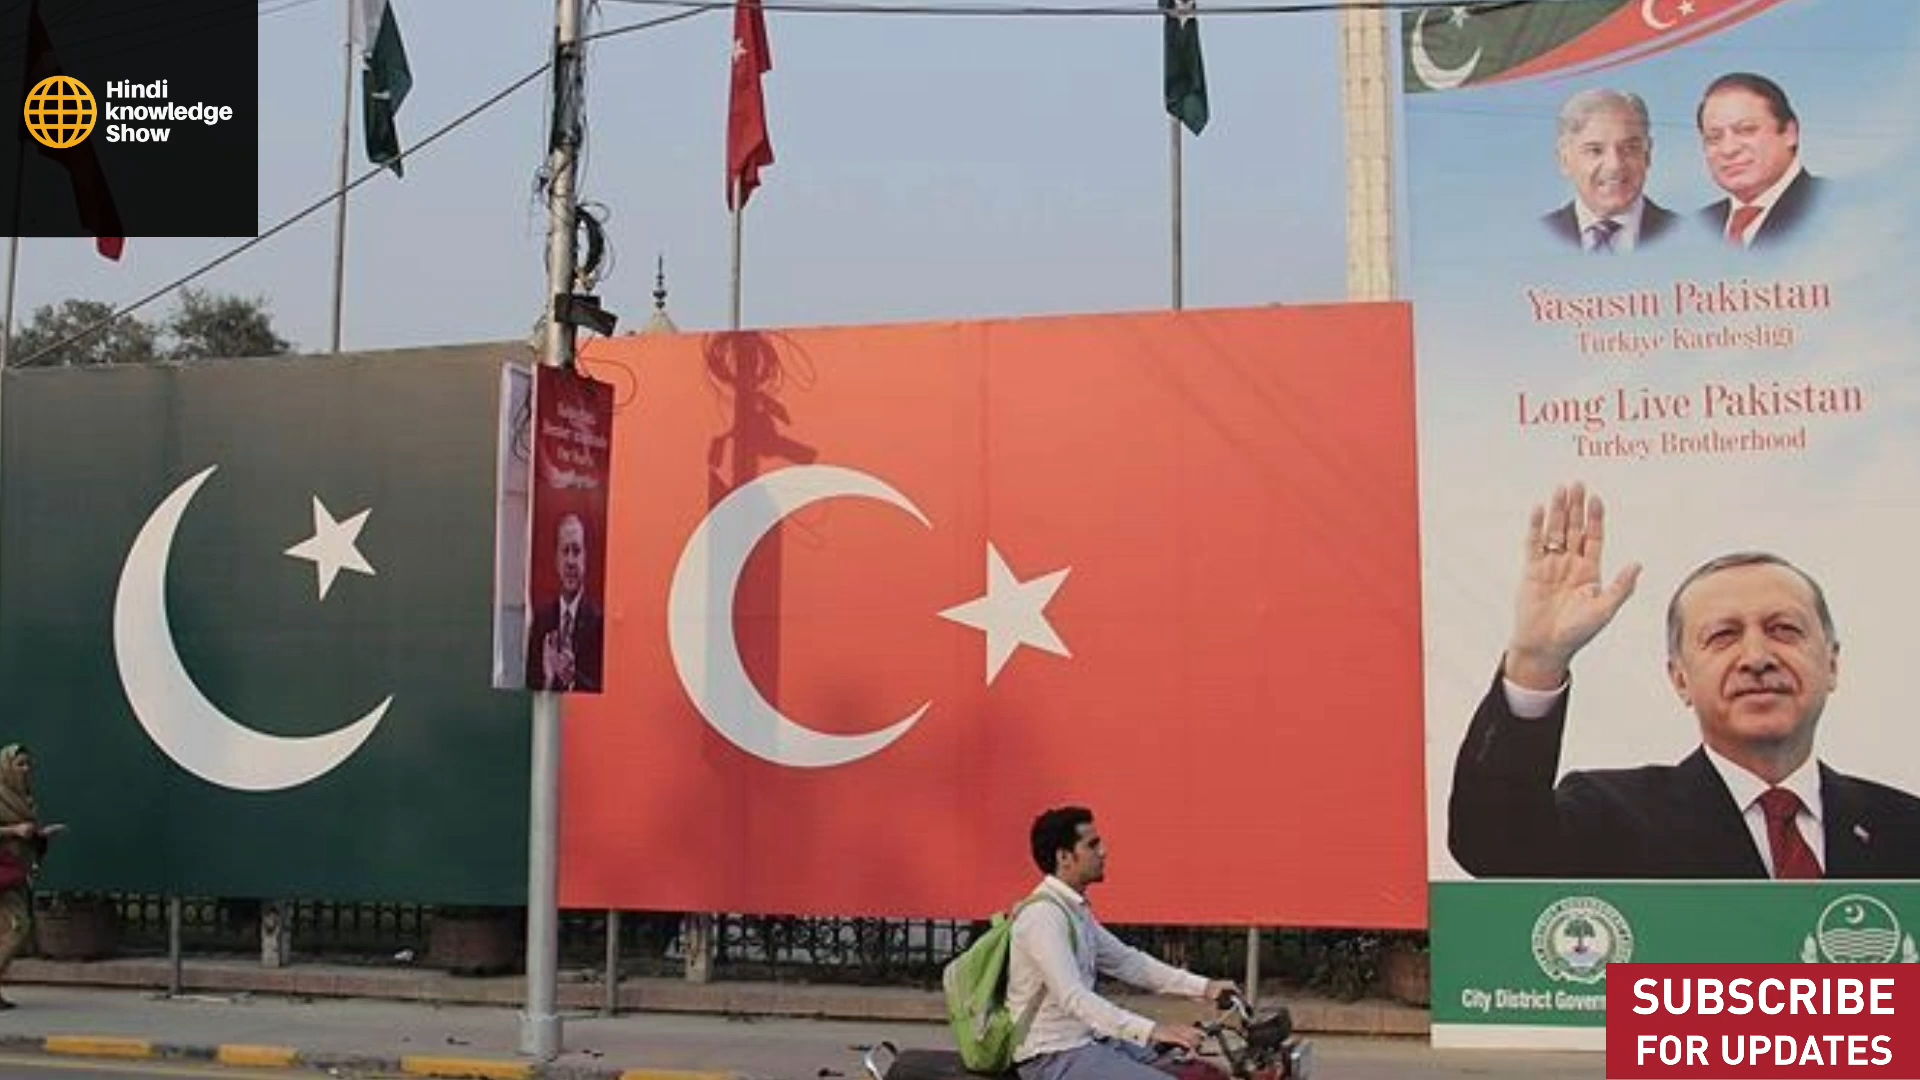 Hindi
knowledge
Show
Yaşasın Pakistan
Türkiye Kardeşliği
Long Live Pakistan
Turkey Brotherhood
City District Govern
SUBSCRIBE
FOR UPDATES